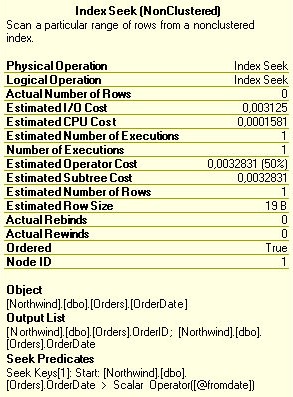 Index Seek (NonClustered)
Scan a particular range of rows from a nonclustered
index.
Physical Operation Index Seek
Logical Operation Index Seek
Actual Number of Rows 0
Estimated I/O Cost 0,003125
Estimated CPU Cost 0,0001581
Estimated Number of Executions 1
Number of Executions 1
Estimated Operator Cost 0,0032831 (50%)
Estimated Subtree Cost 0,0032831
Estimated Number of Rows 1
Estimated Row Size 19 B
Actual Rebinds 0
Actual Rewinds 0
Ordered True
Node ID 1
Object
[Northwind].[dbo].[Orders].[OrderDate]
Output List
[Northwind].[dbo].[Orders].OrderID; [Northwind].[dbo].
[Orders].OrderDate
Seek Predicates
Seek Keys[1]: Start: [Northwind].[dbo].
[Orders].OrderDate > Scalar Operator([@fromdate])